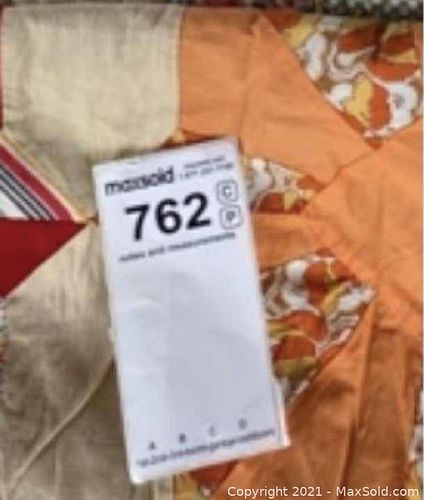 maxsold
762 C
P
notes and measurements
A B C D
Copyright 2021 - MaxSold.com